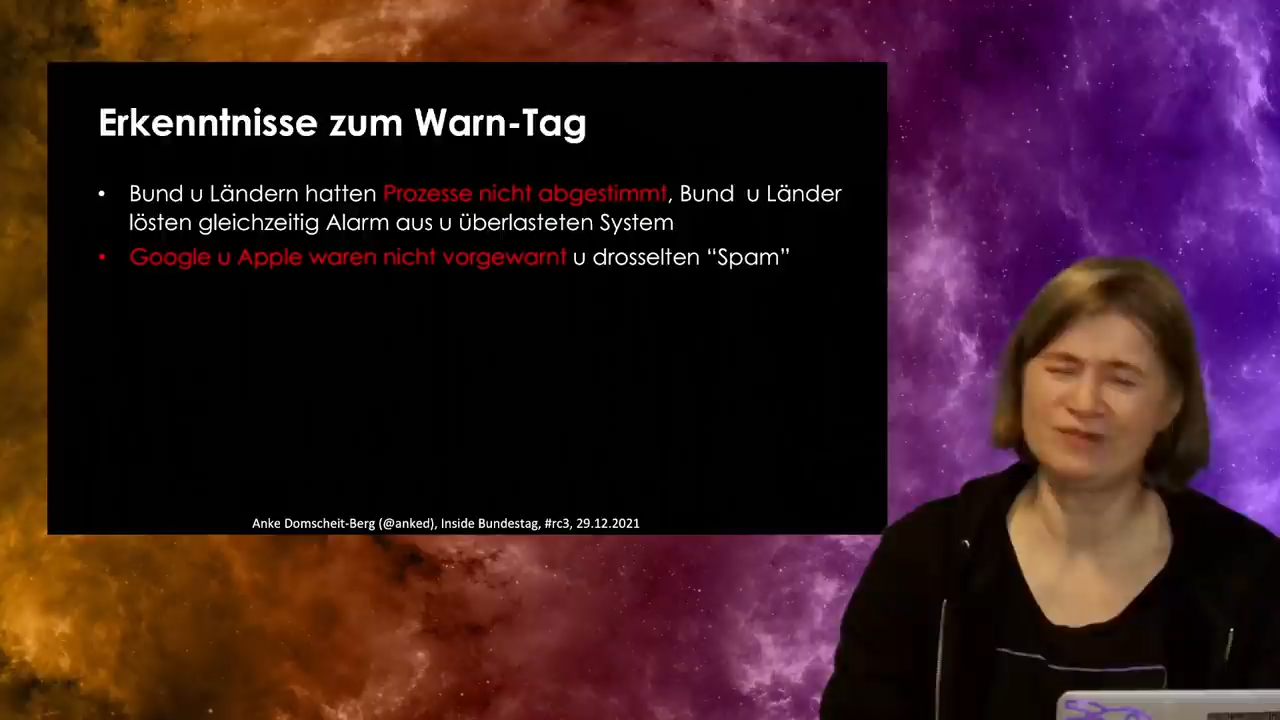 Erkenntnisse zum Warn-Tag
• Bund u Ländern hatten Prozesse nicht abgestimmt, Bund u Länder
lösten gleichzeitig Alarm aus u überlasteten System
• Google u Apple waren nicht vorgewarnt u drosselten “Spam”
Anke Domscheit-Berg (@anked), Inside Bundestag, #rc3, 29.12.2021